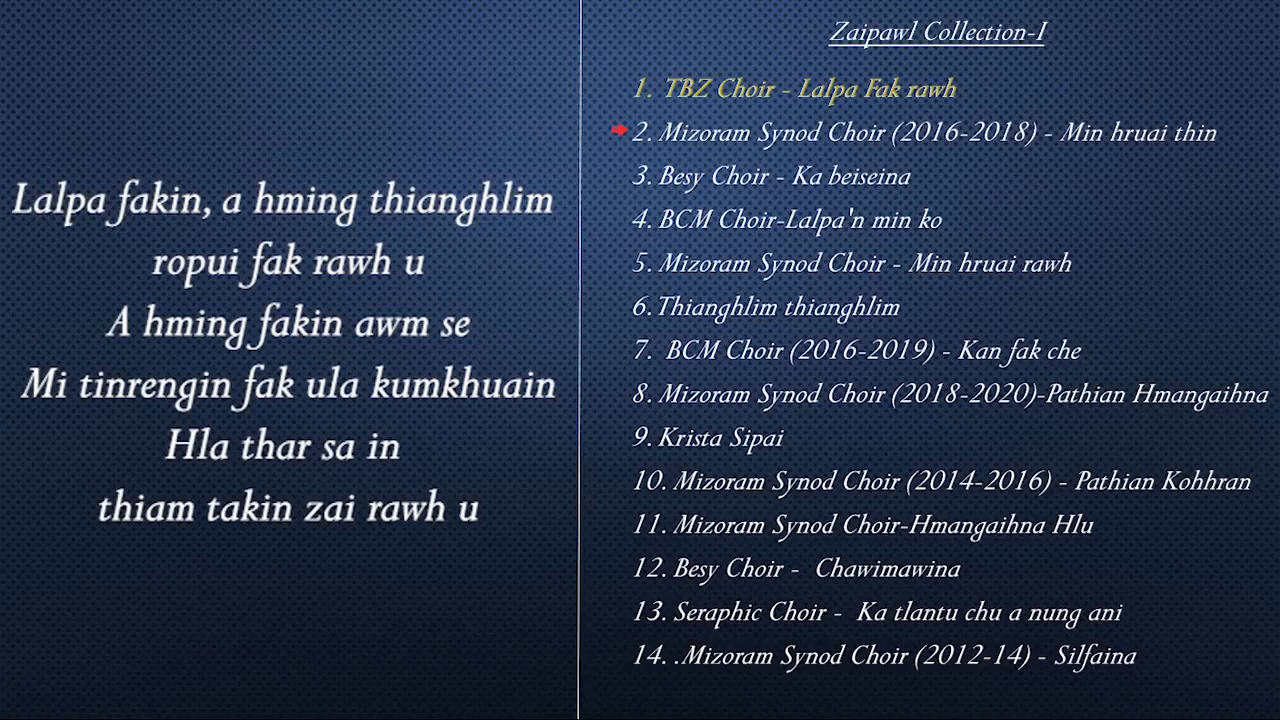 Lalpa fakin, a hming thianghlim
ropui fak rawh u
A hming fakin awm se
Mi tinrengin fak ula kumkhuain
Hla thar sa in
thiam takin zai rawh u
Zaipawl Collection-I
1. TBZ Choir - Lalpa Fak rawh
2. Mizoram Synod Choir (2016-2018) - Min hruai thin
3. Besy Choir - Ka beiseina
4. BCM Choir-Lalpa'n min ko
5. Mizoram Synod Choir - Min hruai rawh
6. Thianghlim thianghlim
7. BCM Choir (2016-2019) - Kan fak che
8. Mizoram Synod Choir (2018-2020)-Pathian Hmangaihna
9. Krista Sipai
10. Mizoram Synod Choir (2014-2016) - Pathian Kohhran
11. Mizoram Synod Choir-Hmangaihna Hlu
12. Besy Choir - Chawimawina
13. Seraphic Choir - Ka tlantu chu a nung ani
14. .Mizoram Synod Choir (2012-14) - Silfaina